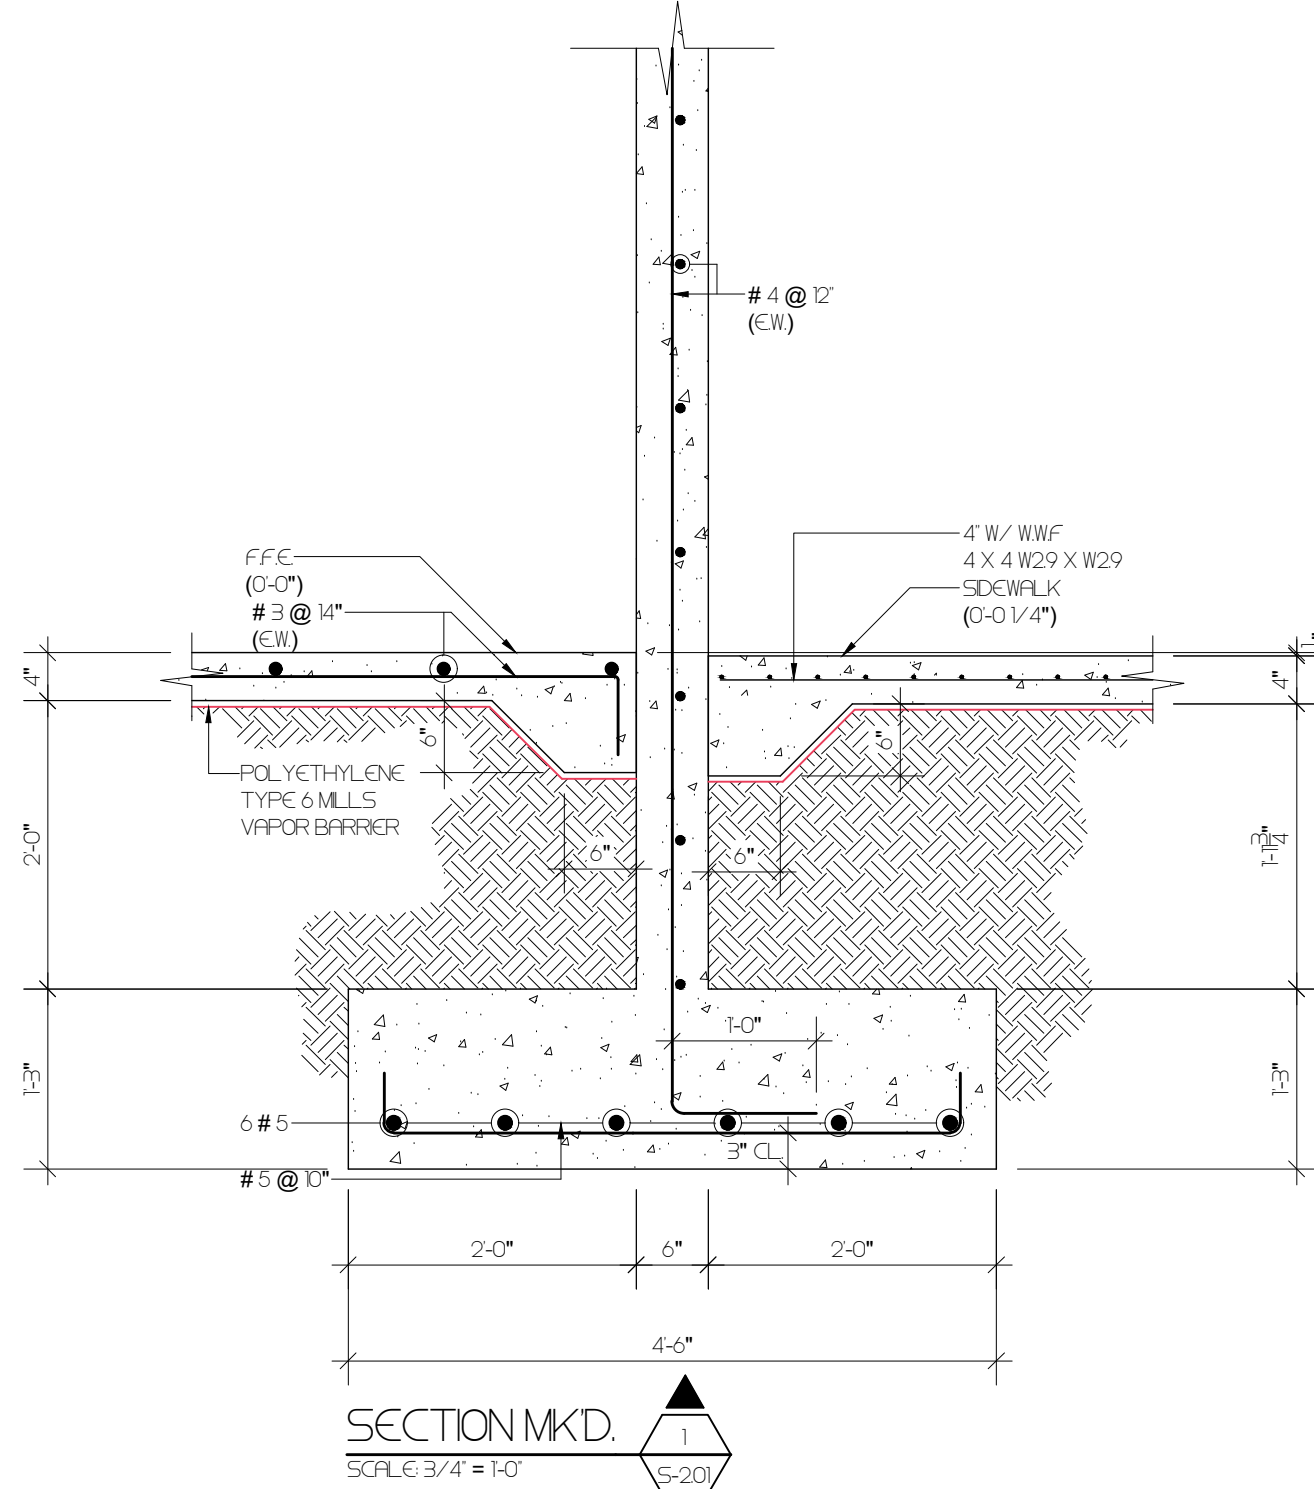 # 4 @ 12"
(E.W.)
F.F.E.
(0'-0")
# 3 @ 14"
(E.W.)
4" W/ W.W.F
4 X 4 W2.9 X W2.9
SIDEWALK
(0'-0 1/4")
4"
2'-0"
1'-3"
6"
POLYETHYLENE
TYPE 6 MILLS
VAPOR BARRIER
6"
6"
6"
4"
1'-11 3/4"
1'-3"
1'-0"
6 # 5
3" CL.
# 5 @ 10"
2'-0"
6"
2'-0"
4'-6"
SECTION MK'D.
SCALE: 3/4" = 1'-0"
1
S-2.01